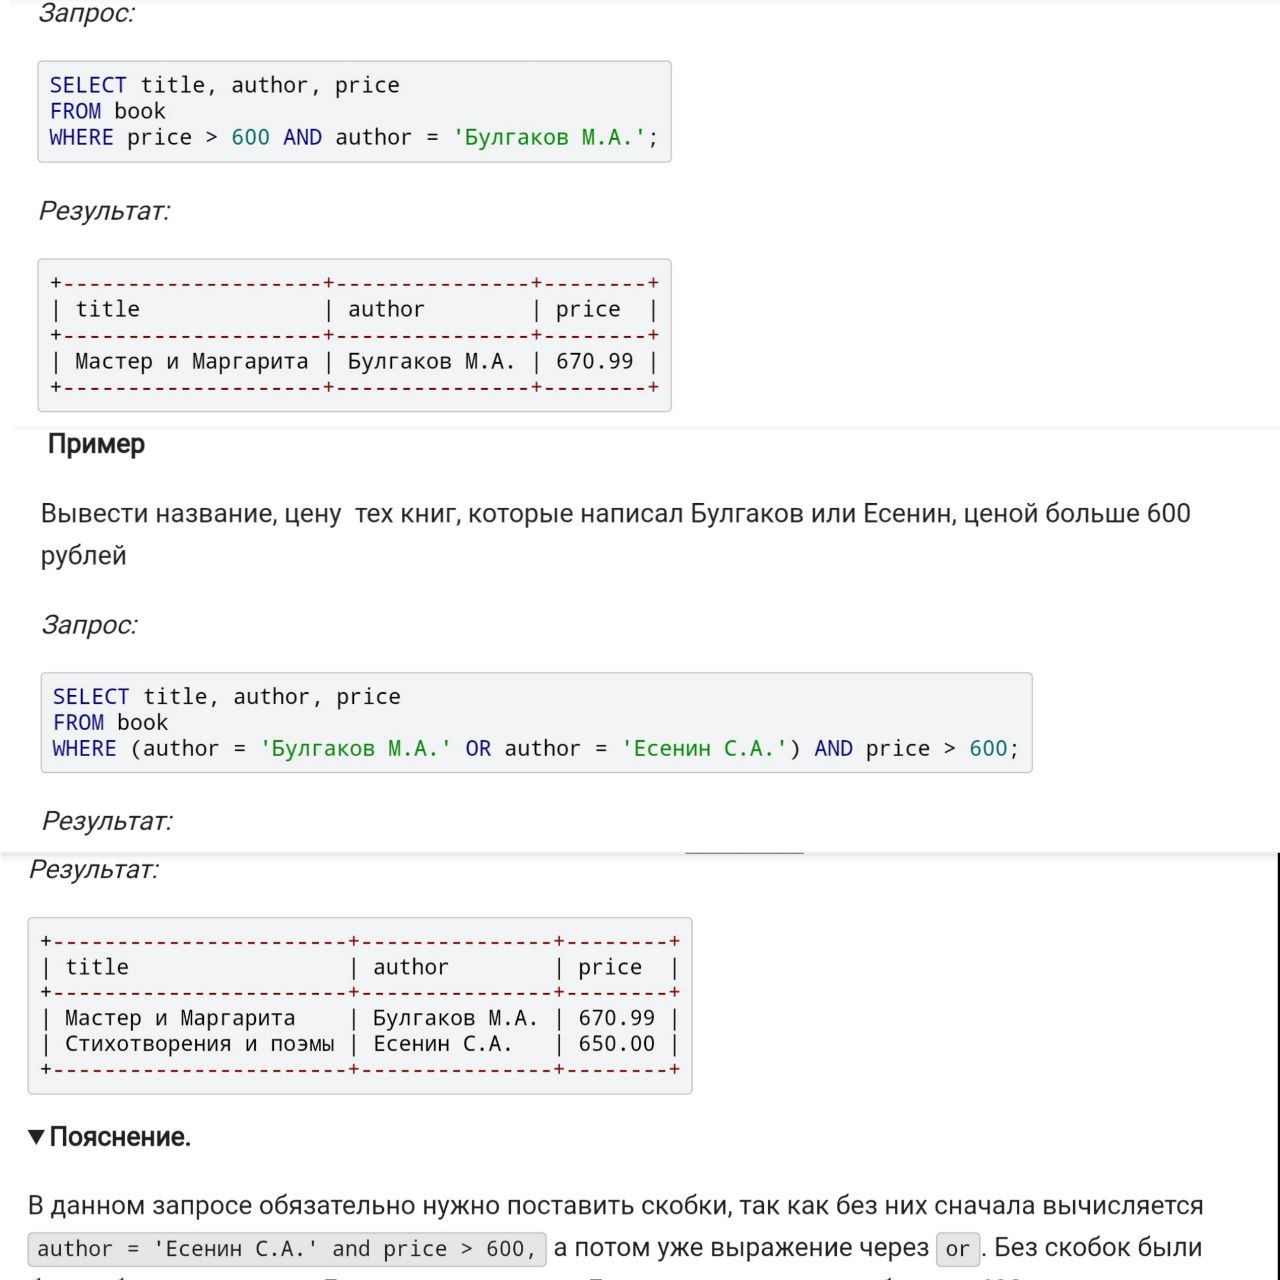 Запрос:
SELECT title, author, price
FROM book
WHERE price > 600 AND author = 'Булгаков М.А.';
Результат:
+--------------------+---------------+--------+
| title              | author        | price  |
+--------------------+---------------+--------+
| Мастер и Маргарита | Булгаков М.А. | 670.99 |
+--------------------+---------------+--------+
Пример
Вывести название, цену  тех книг, которые написал Булгаков или Есенин, ценой больше 600
рублей
Запрос:
SELECT title, author, price
FROM book
WHERE (author = 'Булгаков М.А.' OR author = 'Есенин С.А.') AND price > 600;
Результат:
Результат:
+-----------------------+---------------+--------+
| title                 | author        | price  |
+-----------------------+---------------+--------+
| Мастер и Маргарита    | Булгаков М.А. | 670.99 |
| Стихотворения и поэмы | Есенин С.А.   | 650.00 |
+-----------------------+---------------+--------+
▼ Пояснение.
В данном запросе обязательно нужно поставить скобки, так как без них сначала вычисляется
author = 'Есенин С.А.' and price > 600, а потом уже выражение через or . Без скобок были